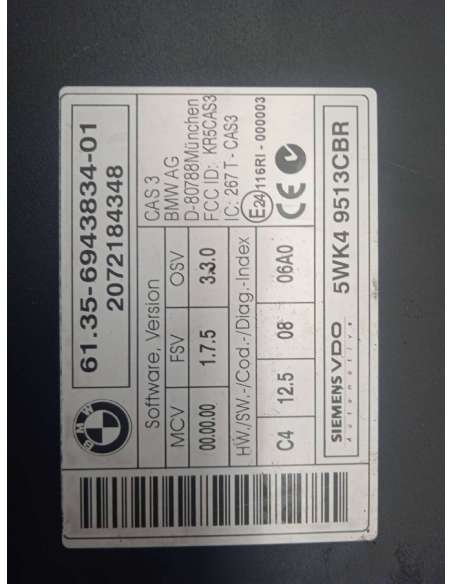 BMW
61.35-6943834-01
2072184348
Software, Version
MCV FSV OSV
00.00.00 1.7.5 3.3.0
HW./SW.-/Cod.-/Diag.-Index
C4 12.5 08 06A0
CAS 3
BMW AG
D-80788München
FCC ID: KR5CAS3
IC: 267 T - CAS3
E24 116RI - 000003
CE
SIEMENS VDO
Automotive
5WK4 9513CBR